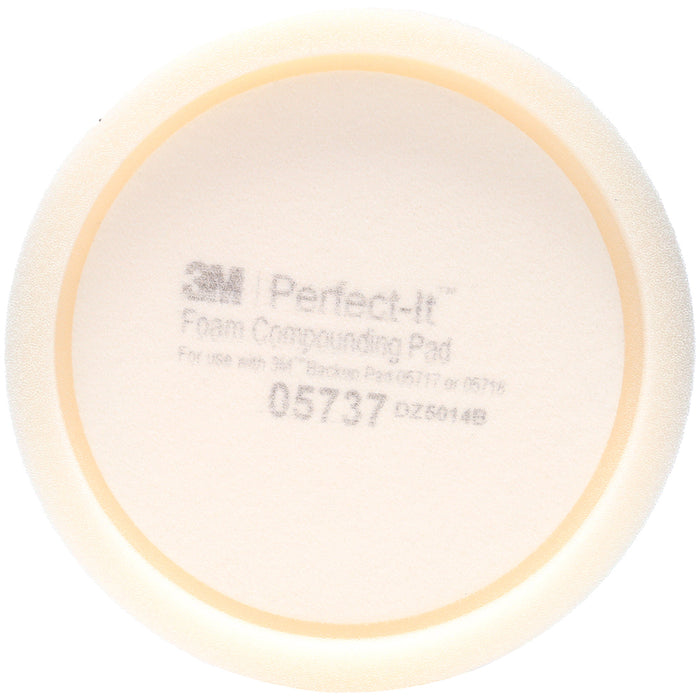 3M | Perfect-It™
Foam Compounding Pad
For use with 3M™ Backup Pad 05717 or 05718
05737 DZ5014B